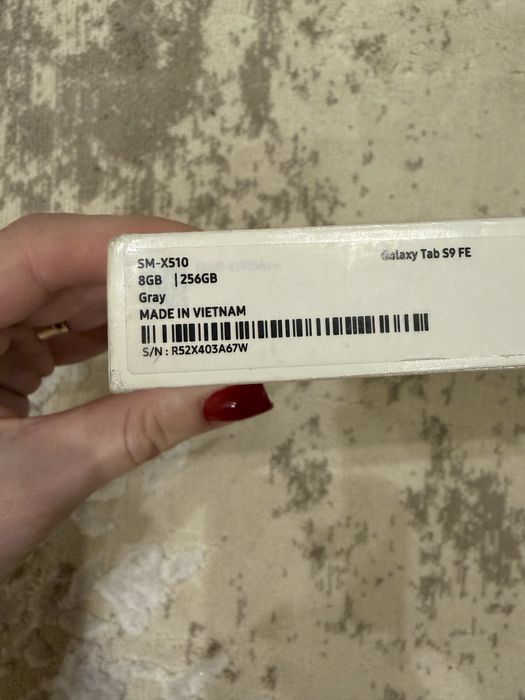 SM-X510
Galaxy Tab S9 FE
8GB | 256GB
Gray
MADE IN VIETNAM
S/N : R52X403A67W